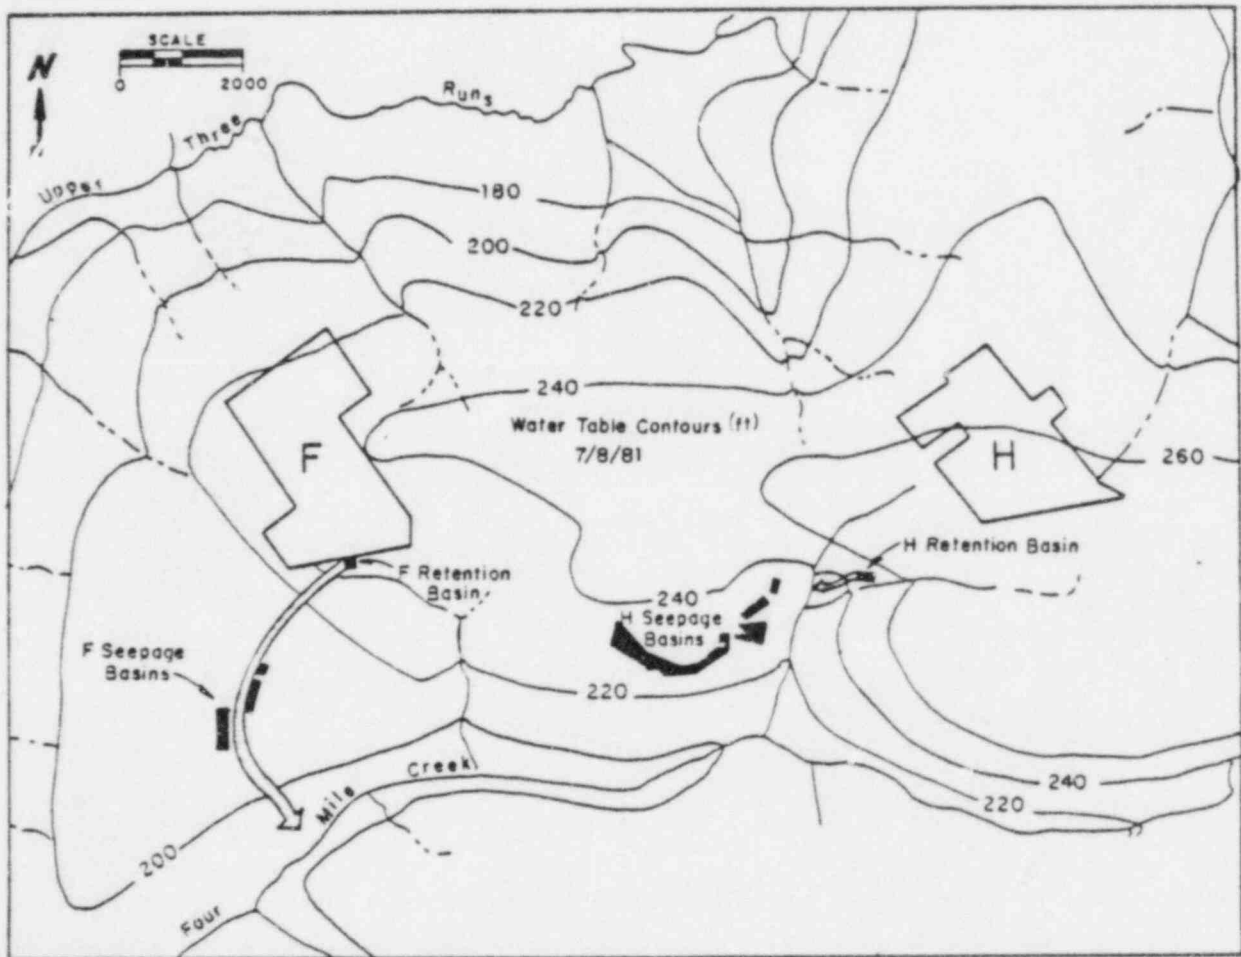 SCALE
0 2000
N
Upper Three Runs
180
200
220
240
Water Table Contours (ft)
7/8/81
F
H
260
F Retention
Basin
H Retention Basin
240
H Seepage
Basins
F Seepage
Basins
220
240
220
200
Four Mile Creek